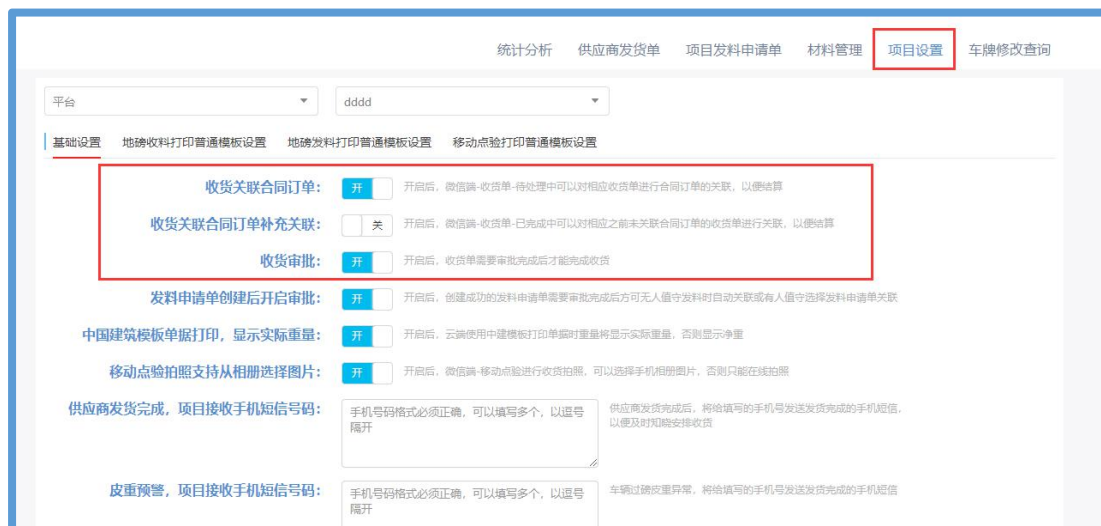 统计分析 供应商发货单 项目发料申请单 材料管理 项目设置 车牌修改查询
平台 dddd
基础设置 地磅收料打印普通模板设置 地磅发料打印普通模板设置 移动点验打印普通模板设置
收货关联合同订单： 开 开启后，微信端-收货单-待处理中可以对相应收货单进行合同订单的关联，以便结算
收货关联合同订单补充关联： 关 开启后，微信端-收货单-已完成中可以对相应之前未关联合同订单的收货单进行关联，以便结算
收货审批： 开 开启后，收货单需要审批完成后才能完成收货
发料申请单创建后开启审批： 开 开启后，创建成功的发料申请单需要审批完成后方可无人值守发料时自动关联或有人值守选择发料申请单关联
中国建筑模板单据打印，显示实际重量： 开 开启后，云端使用中建模板打印单据时重量将显示实际重量，否则显示净重
移动点验拍照支持从相册选择图片： 开 开启后，微信端-移动点验进行收货拍照，可以选择手机相册图片，否则只能在线拍照
供应商发货完成，项目接收手机短信号码： 手机号码格式必须正确，可以填写多个，以逗号 供应商发货完成后，将给填写的手机号发送发货完成的手机短信，
隔开 以便及时知晓安排收货
皮重预警，项目接收手机短信号码： 手机号码格式必须正确，可以填写多个，以逗号 车辆过磅皮重异常，将给填写的手机号发送发货完成的手机短信
隔开